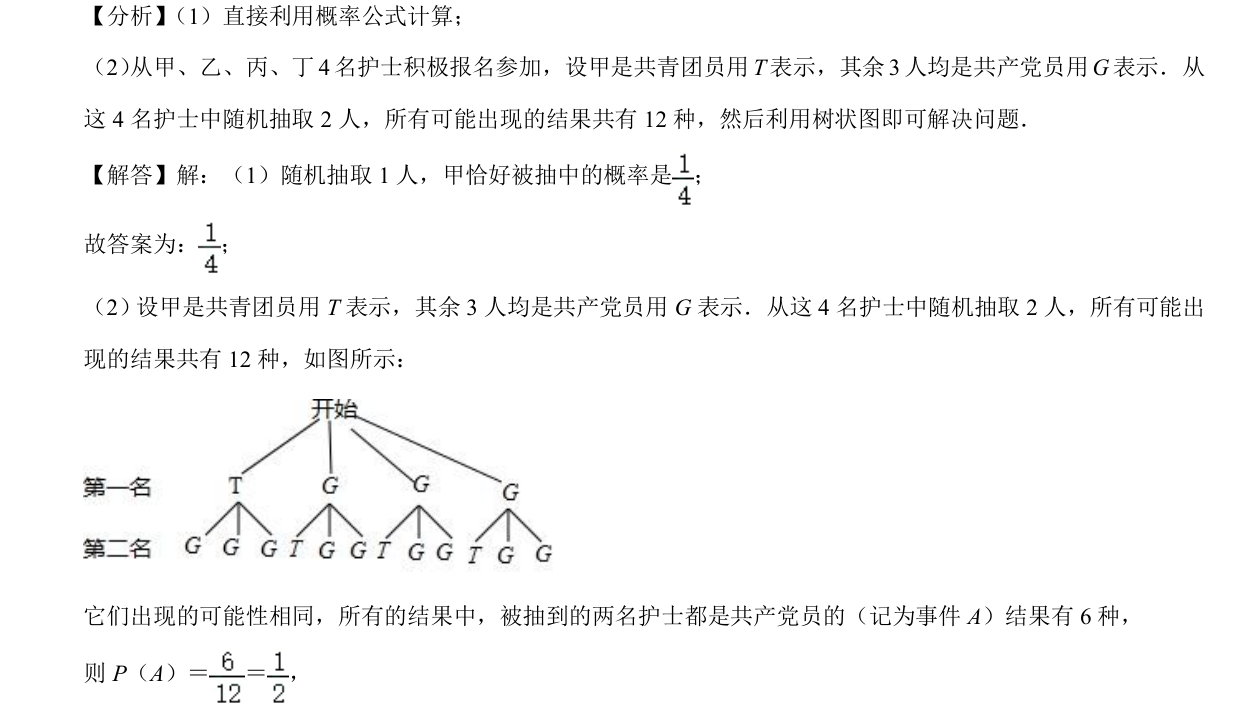 【分析】（1）直接利用概率公式计算；
（2）从甲、乙、丙、丁 4 名护士积极报名参加，设甲是共青团员用 T 表示，其余 3 人均是共产党员用 G 表示．从
这 4 名护士中随机抽取 2 人，所有可能出现的结果共有 12 种，然后利用树状图即可解决问题．
【解答】解：（1）随机抽取 1 人，甲恰好被抽中的概率是1/4；
故答案为：1/4；
（2）设甲是共青团员用 T 表示，其余 3 人均是共产党员用 G 表示．从这 4 名护士中随机抽取 2 人，所有可能出
现的结果共有 12 种，如图所示：
开始
第一名 T G G G
第二名 G G G T G G T G G T G G
它们出现的可能性相同，所有的结果中，被抽到的两名护士都是共产党员的（记为事件 A）结果有 6 种，
则 P（A）＝6/12＝1/2，